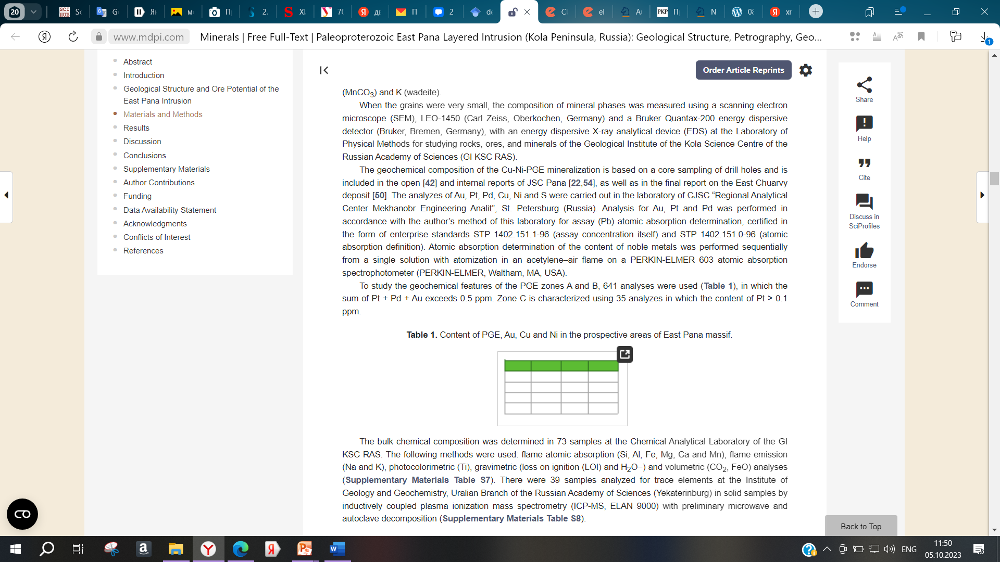 20
SCI
HUB
Sc
G
Я
м
П
2.
Xl
7(
дв
П
2
de
Cl
el
Aı
РКР
П
N
08
хг
www.mdpi.com
Minerals | Free Full-Text | Paleoproterozoic East Pana Layered Intrusion (Kola Peninsula, Russia): Geological Structure, Petrography, Geo...
1
Abstract
Introduction
Geological Structure and Ore Potential of the
East Pana Intrusion
Materials and Methods
Results
Discussion
Conclusions
Supplementary Materials
Author Contributions
Funding
Data Availability Statement
Acknowledgments
Conflicts of Interest
References
Order Article Reprints
(MnCO3) and K (wadeite).
When the grains were very small, the composition of mineral phases was measured using a scanning electron
microscope (SEM), LEO-1450 (Carl Zeiss, Oberkochen, Germany) and a Bruker Quantax-200 energy dispersive
detector (Bruker, Bremen, Germany), with an energy dispersive X-ray analytical device (EDS) at the Laboratory of
Physical Methods for studying rocks, ores, and minerals of the Geological Institute of the Kola Science Centre of the
Russian Academy of Sciences (GI KSC RAS).
The geochemical composition of the Cu-Ni-PGE mineralization is based on a core sampling of drill holes and is
included in the open [42] and internal reports of JSC Pana [22,54], as well as in the final report on the East Chuarvy
deposit [50]. The analyzes of Au, Pt, Pd, Cu, Ni and S were carried out in the laboratory of CJSC “Regional Analytical
Center Mekhanobr Engineering Analit”, St. Petersburg (Russia). Analysis for Au, Pt and Pd was performed in
accordance with the author’s method of this laboratory for assay (Pb) atomic absorption determination, certified in
the form of enterprise standards STP 1402.151.1-96 (assay concentration itself) and STP 1402.151.0-96 (atomic
absorption definition). Atomic absorption determination of the content of noble metals was performed sequentially
from a single solution with atomization in an acetylene–air flame on a PERKIN-ELMER 603 atomic absorption
spectrophotometer (PERKIN-ELMER, Waltham, MA, USA).
To study the geochemical features of the PGE zones A and B, 641 analyses were used (Table 1), in which the
sum of Pt + Pd + Au exceeds 0.5 ppm. Zone C is characterized using 35 analyzes in which the content of Pt > 0.1
ppm.
Table 1. Content of PGE, Au, Cu and Ni in the prospective areas of East Pana massif.
The bulk chemical composition was determined in 73 samples at the Chemical Analytical Laboratory of the GI
KSC RAS. The following methods were used: flame atomic absorption (Si, Al, Fe, Mg, Ca and Mn), flame emission
(Na and K), photocolorimetric (Ti), gravimetric (loss on ignition (LOI) and H2O−) and volumetric (CO2, FeO) analyses
(Supplementary Materials Table S7). There were 39 samples analyzed for trace elements at the Institute of
Geology and Geochemistry, Uralian Branch of the Russian Academy of Sciences (Yekaterinburg) in solid samples by
inductively coupled plasma ionization mass spectrometry (ICP-MS, ELAN 9000) with preliminary microwave and
autoclave decomposition (Supplementary Materials Table S8).
Share
Help
Cite
Discuss in
SciProfiles
Endorse
Comment
Back to Top
ENG
11:50
05.10.2023